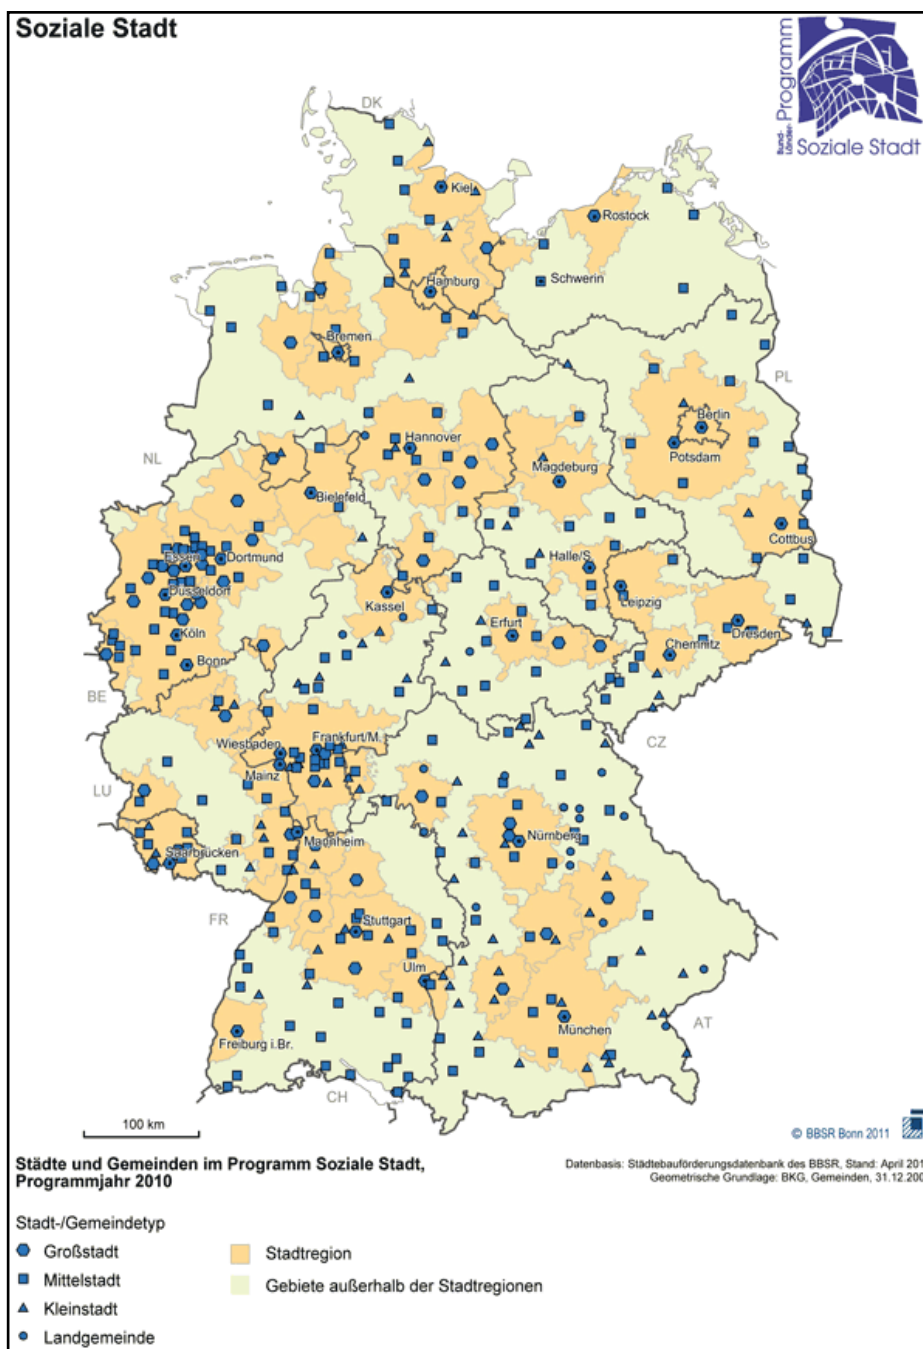 Soziale Stadt
Bund-
Länder-
Programm
Soziale Stadt
DK
Kiel
Rostock
Hamburg
Schwerin
Bremen
PL
Berlin
Hannover
Potsdam
NL
Magdeburg
Bielefeld
Cottbus
Essen
Dortmund
Halle/S.
Düsseldorf
Leipzig
Kassel
Erfurt
Köln
Dresden
Chemnitz
Bonn
BE
Wiesbaden
Frankfurt/M.
CZ
Mainz
LU
Nürnberg
Mannheim
Saarbrücken
FR
Stuttgart
Ulm
München
AT
Freiburg i.Br.
CH
100 km
© BBSR Bonn 2011
Städte und Gemeinden im Programm Soziale Stadt,
Programmjahr 2010
Datenbasis: Städtebauförderungsdatenbank des BBSR, Stand: April 201
Geometrische Grundlage: BKG, Gemeinden, 31.12.200
Stadt-/Gemeindetyp
Großstadt
Stadtregion
Mittelstadt
Gebiete außerhalb der Stadtregionen
Kleinstadt
Landgemeinde